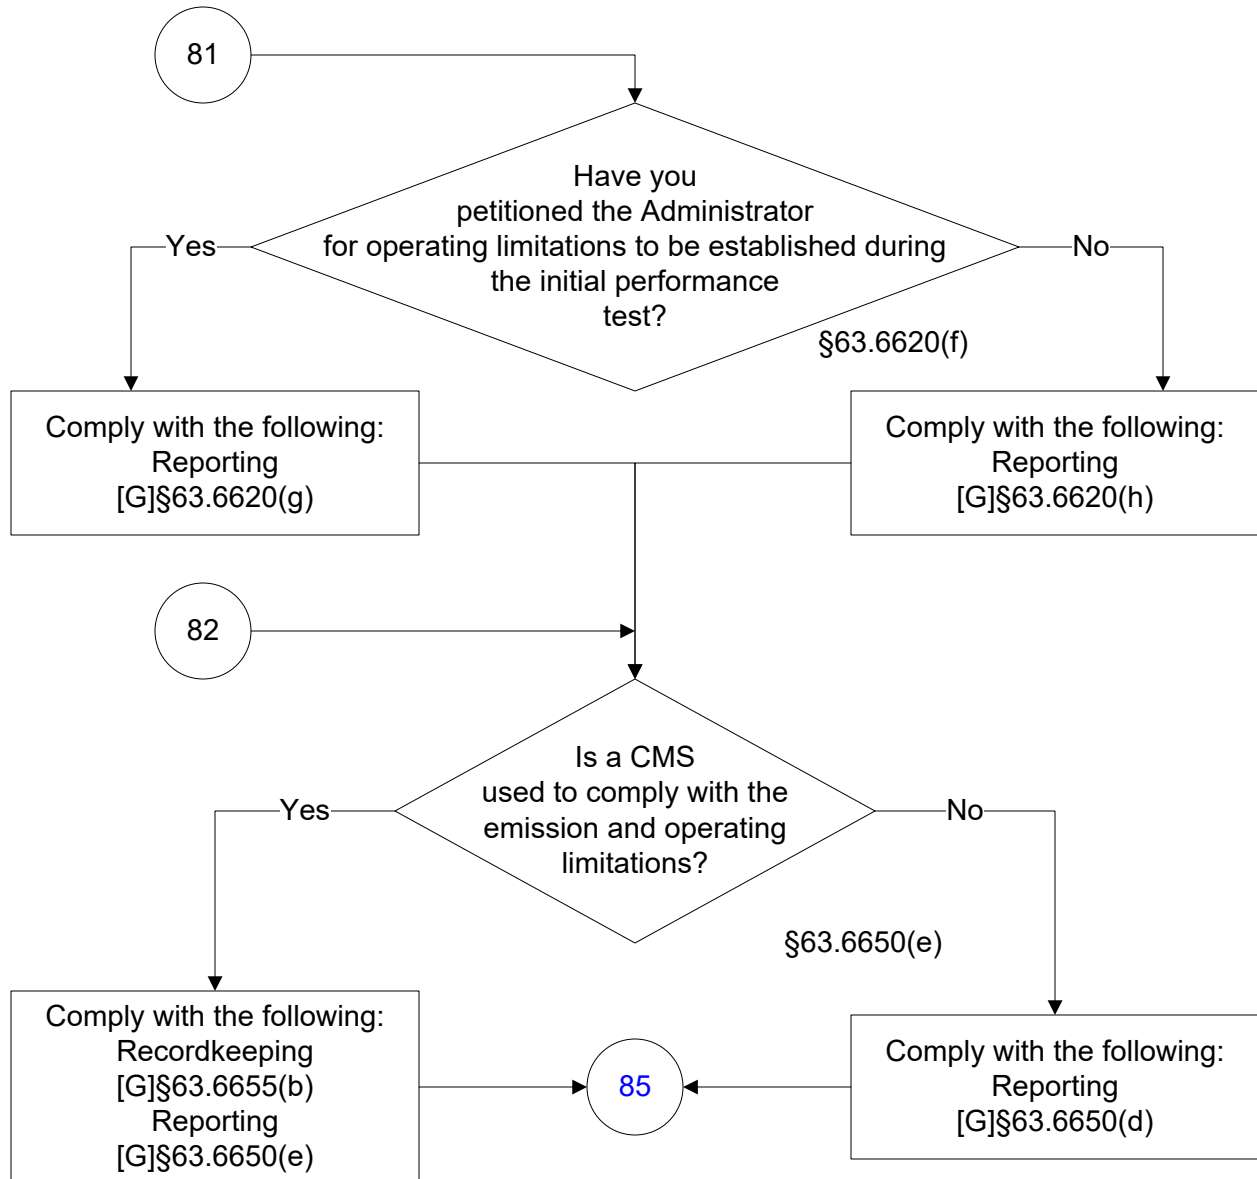 81
Have you
petitioned the Administrator
for operating limitations to be established during
the initial performance
test?
Yes
No
§63.6620(f)
Comply with the following:
Reporting
[G]§63.6620(g)
Comply with the following:
Reporting
[G]§63.6620(h)
82
Is a CMS
used to comply with the
emission and operating
limitations?
Yes
No
§63.6650(e)
Comply with the following:
Recordkeeping
[G]§63.6655(b)
Reporting
[G]§63.6650(e)
85
Comply with the following:
Reporting
[G]§63.6650(d)